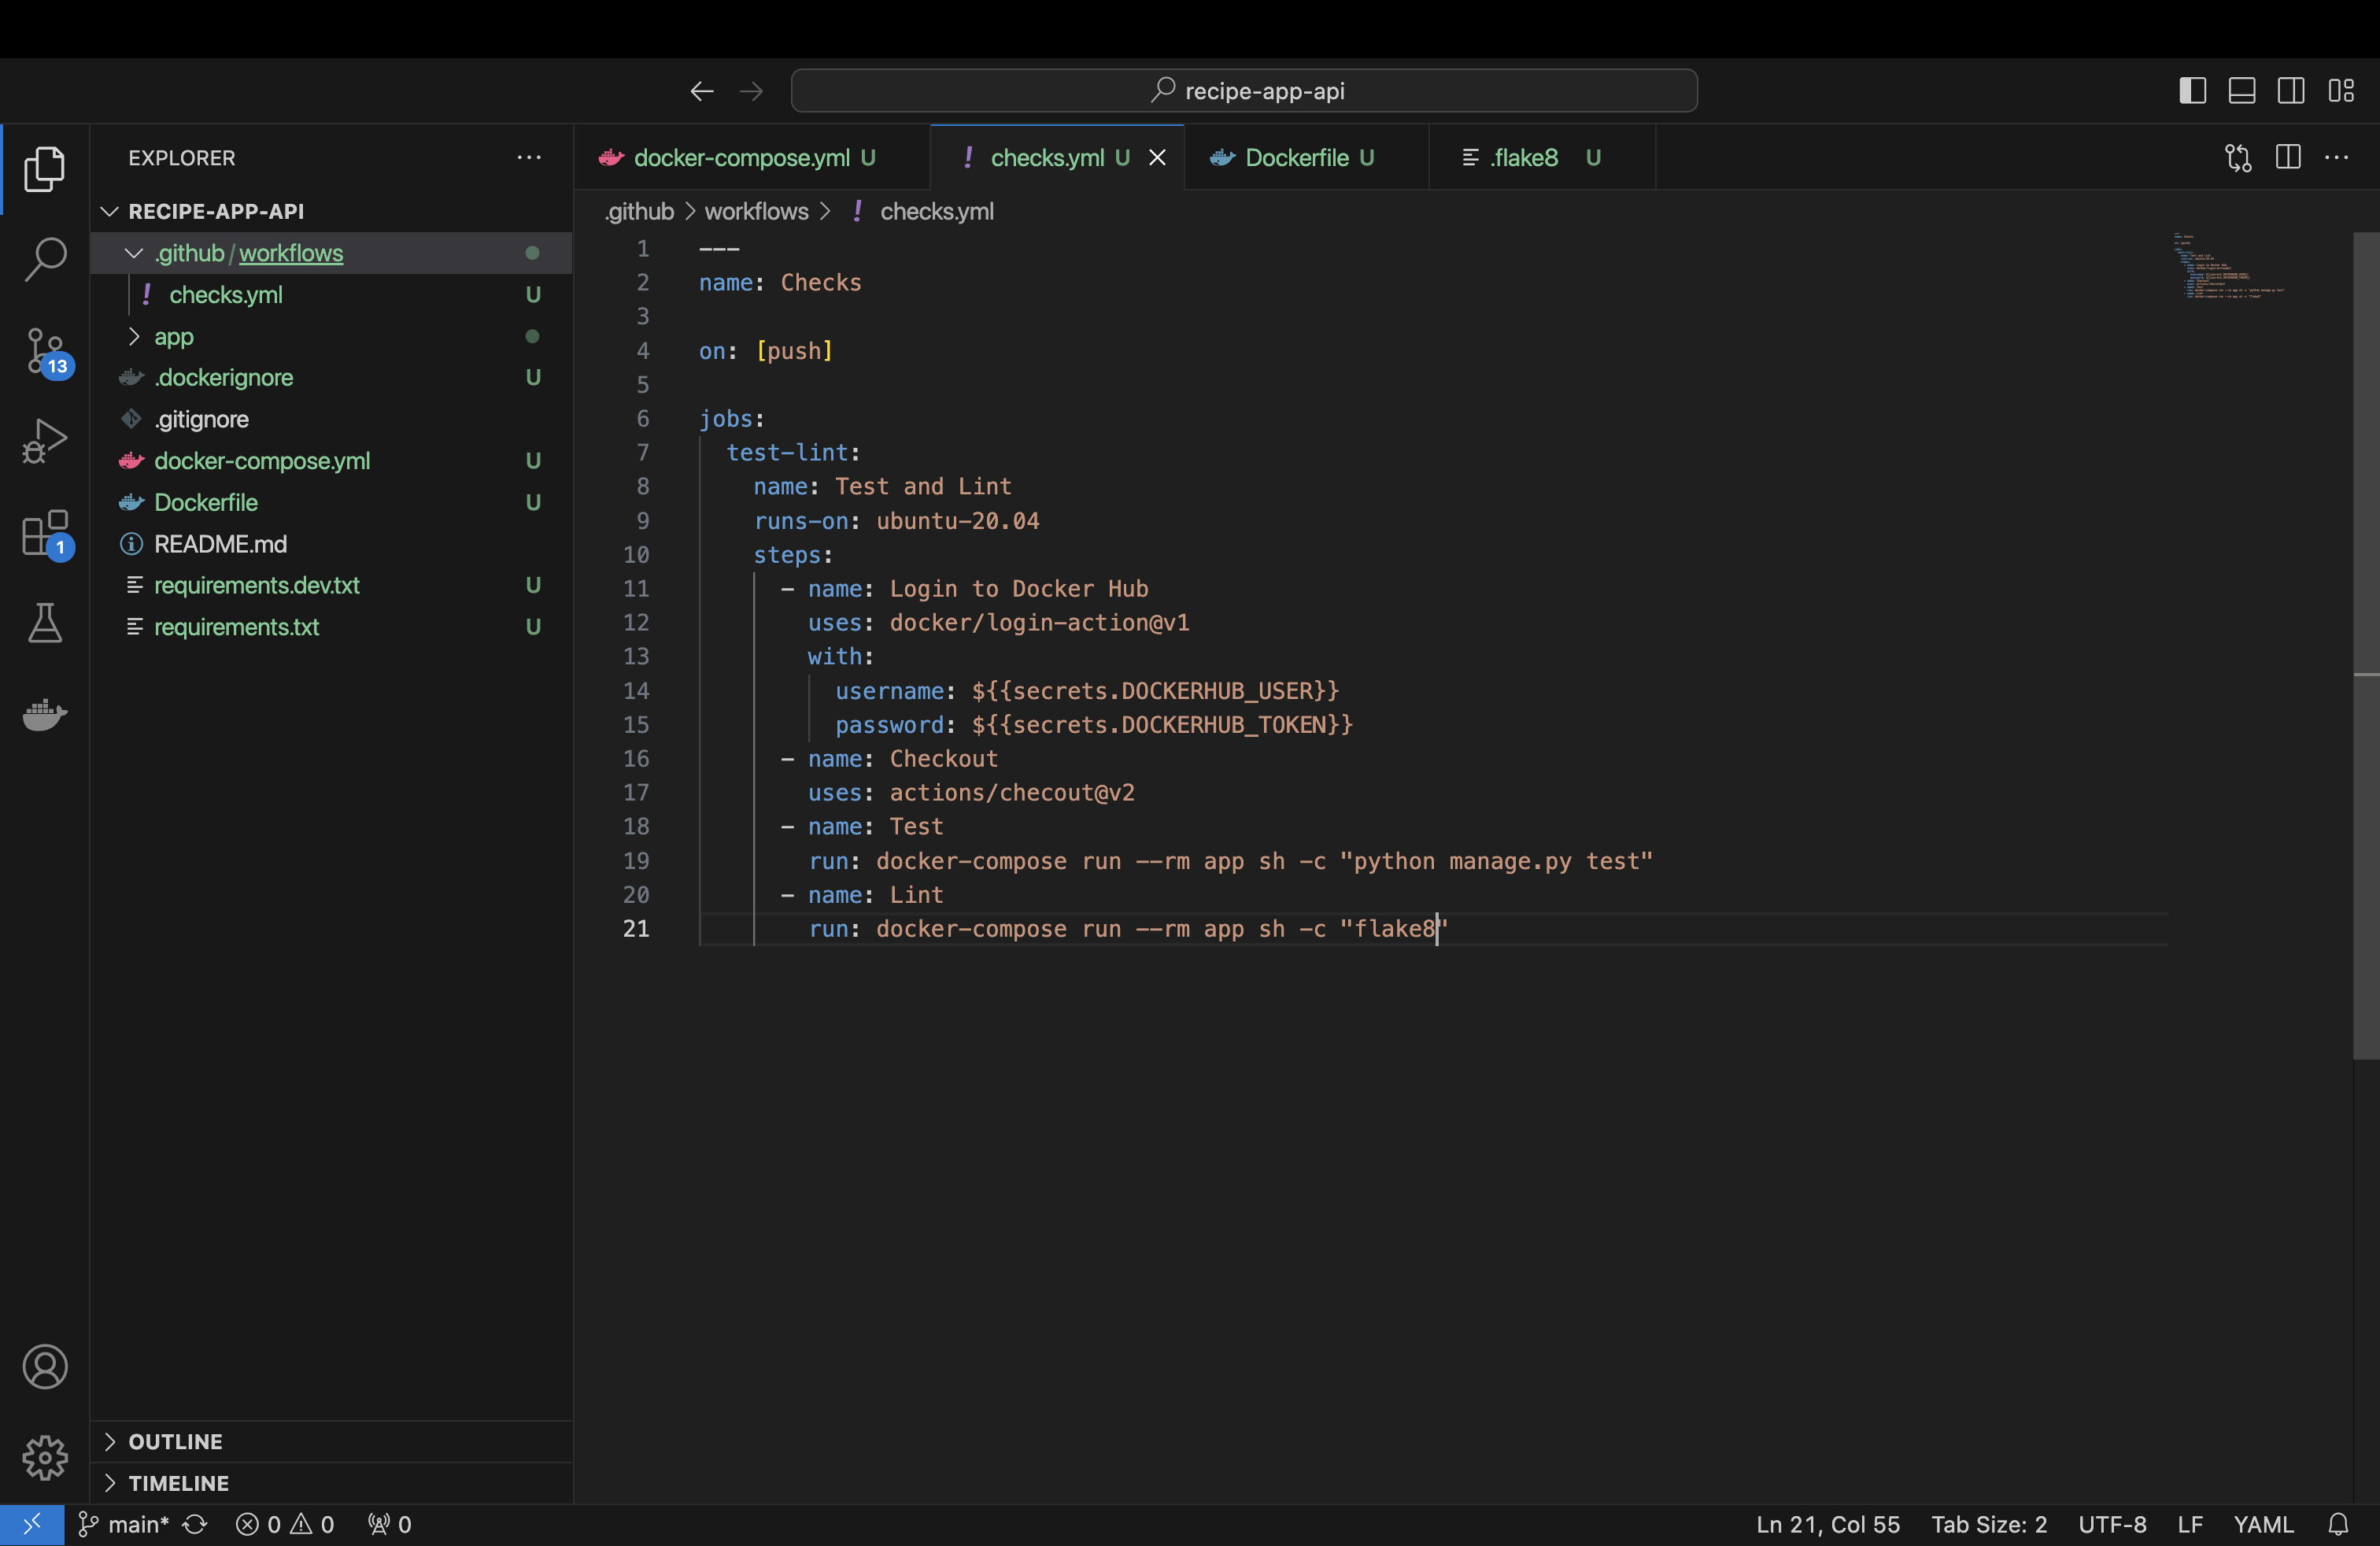 recipe-app-api
EXPLORER
RECIPE-APP-API
.github / workflows
checks.yml U
app
.dockerignore U
.gitignore
docker-compose.yml U
Dockerfile U
README.md
requirements.dev.txt U
requirements.txt U
13
1
OUTLINE
TIMELINE
docker-compose.yml U
checks.yml U
Dockerfile U
.flake8 U
.github > workflows > ! checks.yml
1 ---
2 name: Checks
3
4 on: [push]
5
6 jobs:
7 test-lint:
8 name: Test and Lint
9 runs-on: ubuntu-20.04
10 steps:
11 - name: Login to Docker Hub
12 uses: docker/login-action@v1
13 with:
14 username: ${{secrets.DOCKERHUB_USER}}
15 password: ${{secrets.DOCKERHUB_TOKEN}}
16 - name: Checkout
17 uses: actions/checout@v2
18 - name: Test
19 run: docker-compose run --rm app sh -c "python manage.py test"
20 - name: Lint
21 run: docker-compose run --rm app sh -c "flake8"
main* 0 0 0
Ln 21, Col 55 Tab Size: 2 UTF-8 LF YAML